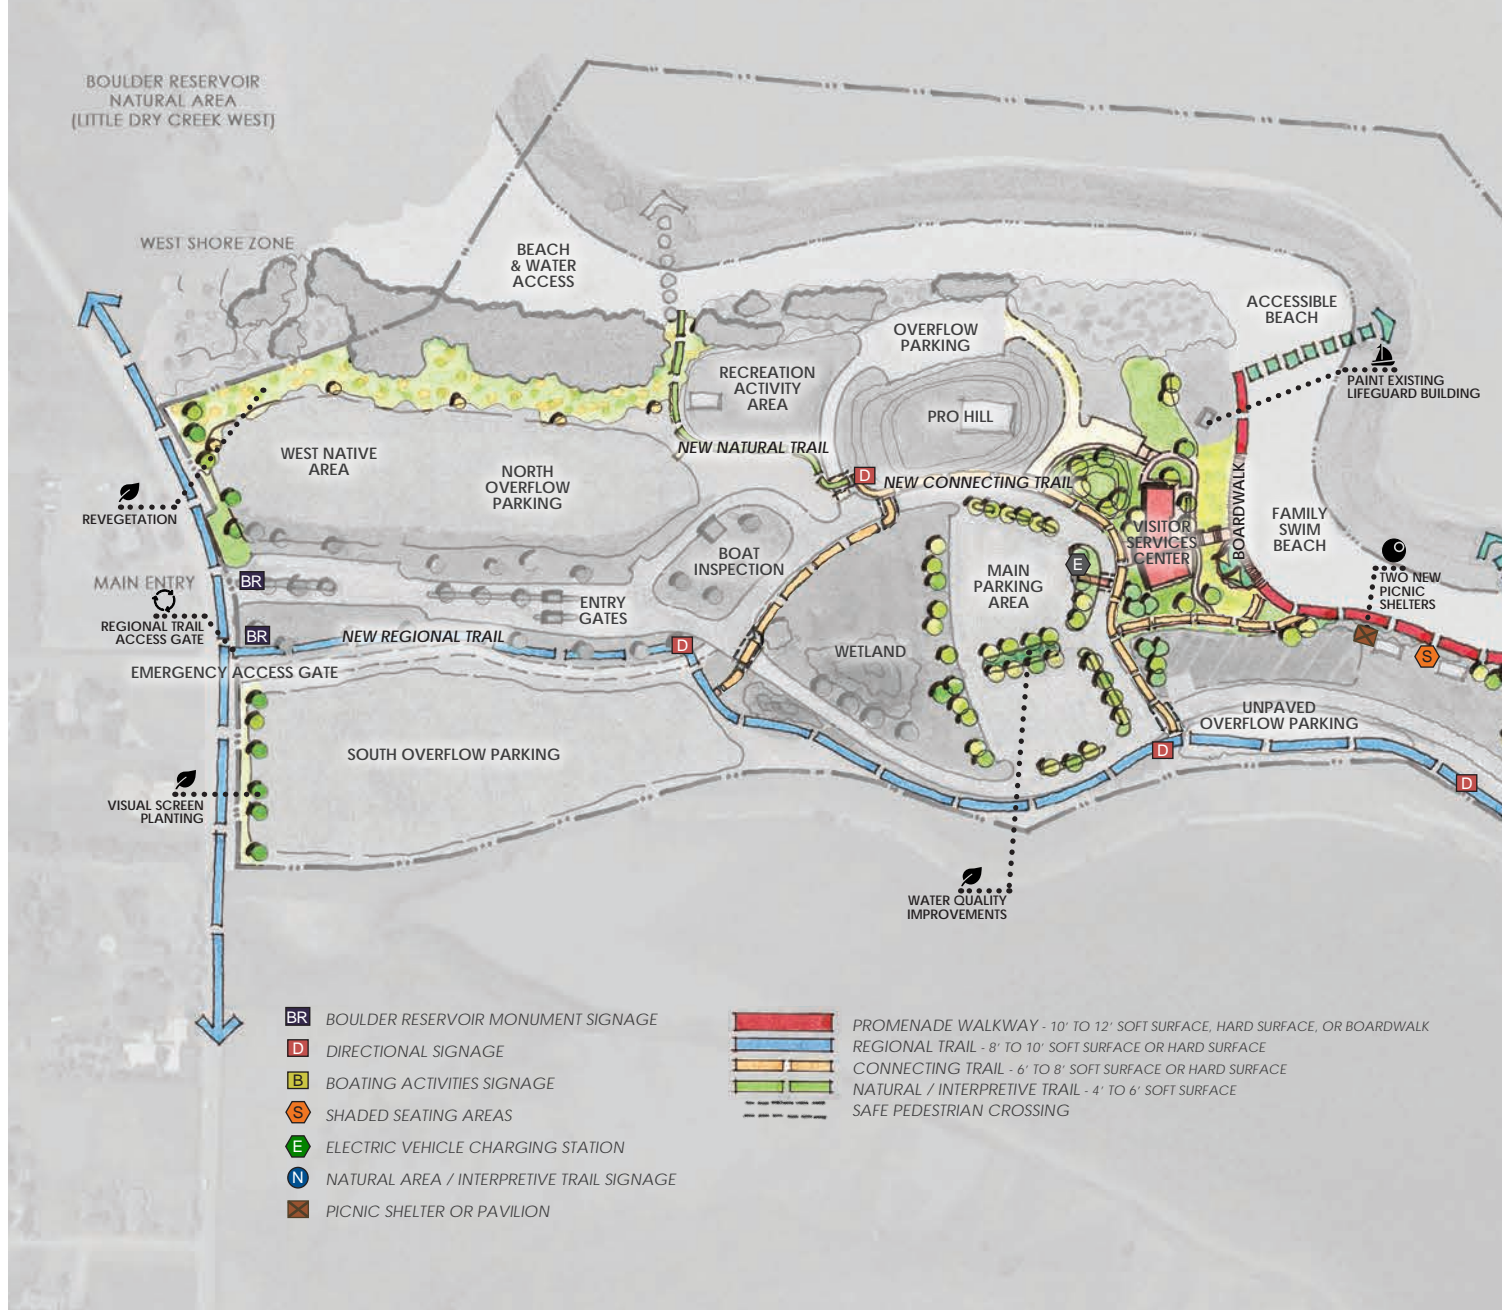 BOULDER RESERVOIR
NATURAL AREA
(LITTLE DRY CREEK WEST)
WEST SHORE ZONE
BEACH
& WATER
ACCESS
ACCESSIBLE
BEACH
OVERFLOW
PARKING
RECREATION
ACTIVITY
AREA
PRO HILL
PAINT EXISTING
LIFEGUARD BUILDING
WEST NATIVE
AREA
NEW NATURAL TRAIL
NORTH
OVERFLOW
PARKING
D
NEW CONNECTING TRAIL
REVEGETATION
BOARDWALK
FAMILY
SWIM
BEACH
VISITOR
SERVICES
CENTER
BOAT
INSPECTION
E
MAIN
PARKING
AREA
MAIN ENTRY
BR
TWO NEW
PICNIC
SHELTERS
ENTRY
GATES
REGIONAL TRAIL
ACCESS GATE
BR
NEW REGIONAL TRAIL
D
WETLAND
S
EMERGENCY ACCESS GATE
UNPAVED
OVERFLOW PARKING
SOUTH OVERFLOW PARKING
D
D
VISUAL SCREEN
PLANTING
WATER QUALITY
IMPROVEMENTS
BR BOULDER RESERVOIR MONUMENT SIGNAGE
D DIRECTIONAL SIGNAGE
B BOATING ACTIVITIES SIGNAGE
S SHADED SEATING AREAS
E ELECTRIC VEHICLE CHARGING STATION
N NATURAL AREA / INTERPRETIVE TRAIL SIGNAGE
PICNIC SHELTER OR PAVILION
PROMENADE WALKWAY - 10' TO 12' SOFT SURFACE, HARD SURFACE, OR BOARDWALK
REGIONAL TRAIL - 8' TO 10' SOFT SURFACE OR HARD SURFACE
CONNECTING TRAIL - 6' TO 8' SOFT SURFACE OR HARD SURFACE
NATURAL / INTERPRETIVE TRAIL - 4' TO 6' SOFT SURFACE
SAFE PEDESTRIAN CROSSING